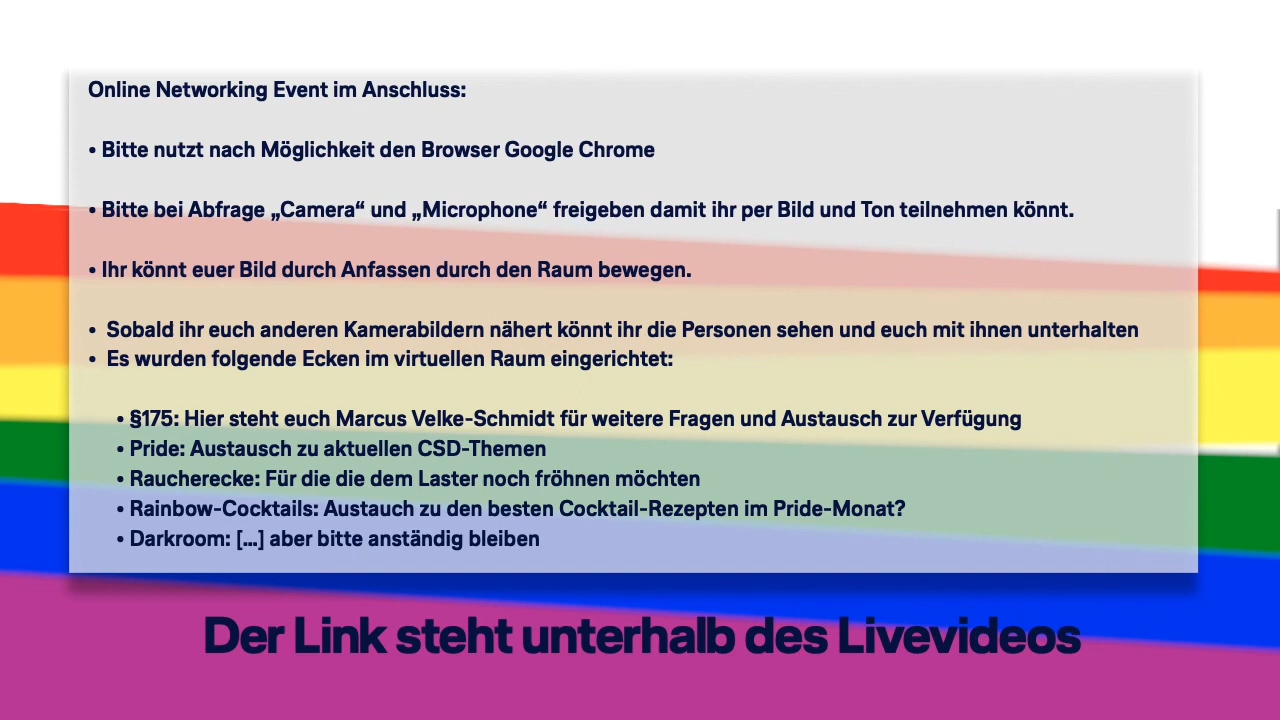 Online Networking Event im Anschluss:
• Bitte nutzt nach Möglichkeit den Browser Google Chrome
• Bitte bei Abfrage „Camera“ und „Microphone“ freigeben damit ihr per Bild und Ton teilnehmen könnt.
• Ihr könnt euer Bild durch Anfassen durch den Raum bewegen.
• Sobald ihr euch anderen Kamerabildern nähert könnt ihr die Personen sehen und euch mit ihnen unterhalten
• Es wurden folgende Ecken im virtuellen Raum eingerichtet:
• §175: Hier steht euch Marcus Velke-Schmidt für weitere Fragen und Austausch zur Verfügung
• Pride: Austausch zu aktuellen CSD-Themen
• Raucherecke: Für die die dem Laster noch fröhnen möchten
• Rainbow-Cocktails: Austauch zu den besten Cocktail-Rezepten im Pride-Monat?
• Darkroom: [...] aber bitte anständig bleiben
Der Link steht unterhalb des Livevideos